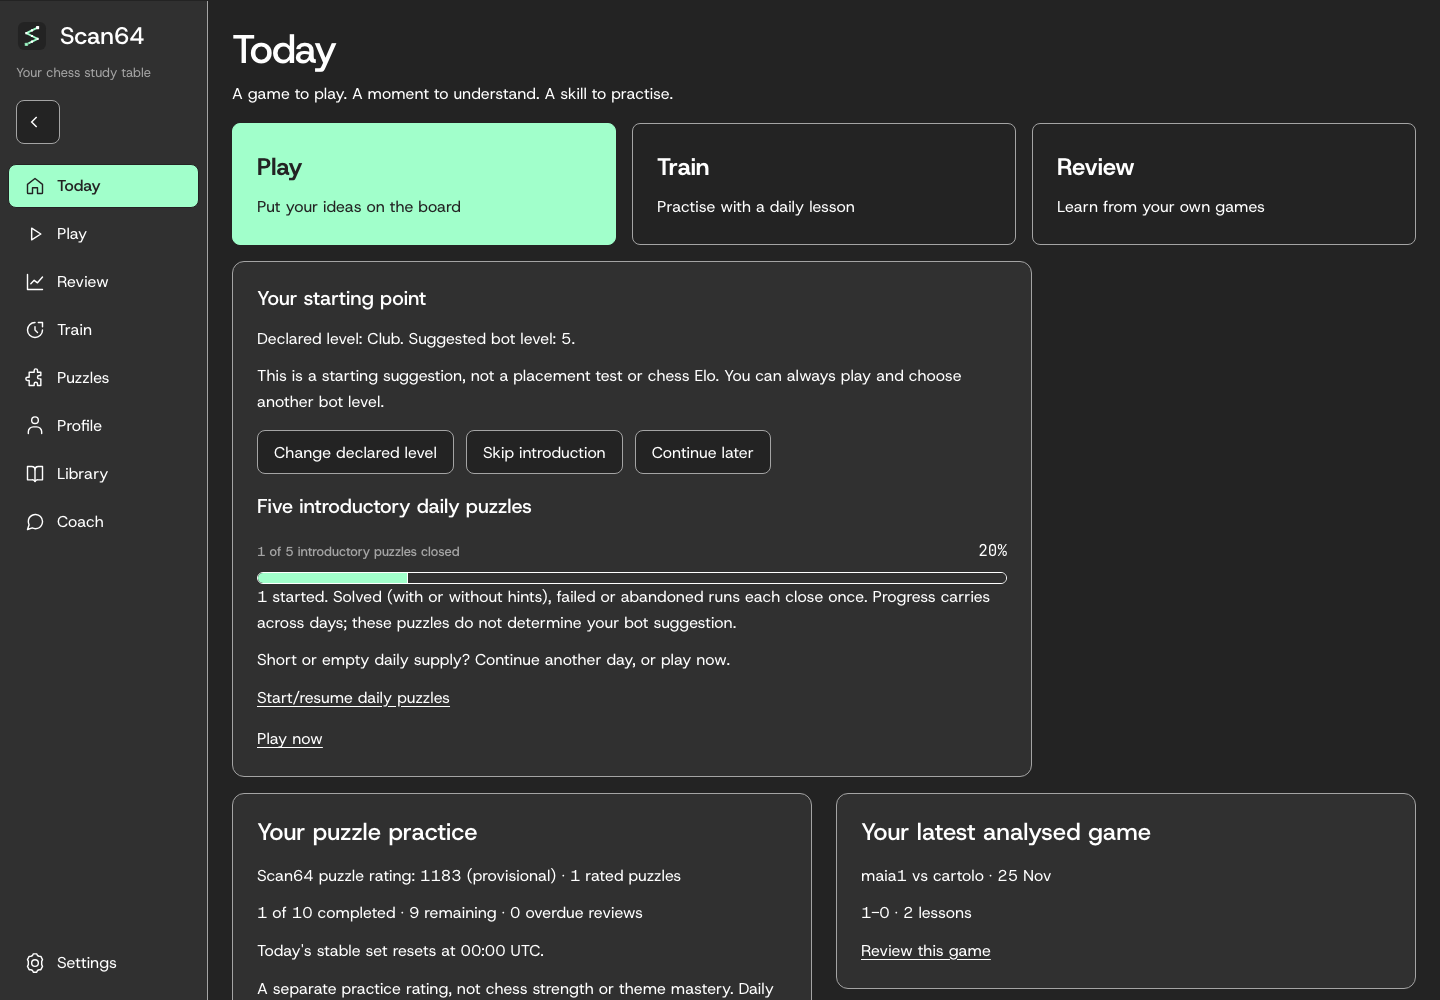 Scan64
Your chess study table
Today
Play
Review
Train
Puzzles
Profile
Library
Coach
Settings
Today
A game to play. A moment to understand. A skill to practise.
Play
Put your ideas on the board
Train
Practise with a daily lesson
Review
Learn from your own games
Your starting point
Declared level: Club. Suggested bot level: 5.
This is a starting suggestion, not a placement test or chess Elo. You can always play and choose
another bot level.
Change declared level
Skip introduction
Continue later
Five introductory daily puzzles
1 of 5 introductory puzzles closed
20%
1 started. Solved (with or without hints), failed or abandoned runs each close once. Progress carries
across days; these puzzles do not determine your bot suggestion.
Short or empty daily supply? Continue another day, or play now.
Start/resume daily puzzles
Play now
Your puzzle practice
Scan64 puzzle rating: 1183 (provisional) · 1 rated puzzles
1 of 10 completed · 9 remaining · 0 overdue reviews
Today's stable set resets at 00:00 UTC.
A separate practice rating, not chess strength or theme mastery. Daily
Your latest analysed game
maia1 vs cartolo · 25 Nov
1–0 · 2 lessons
Review this game